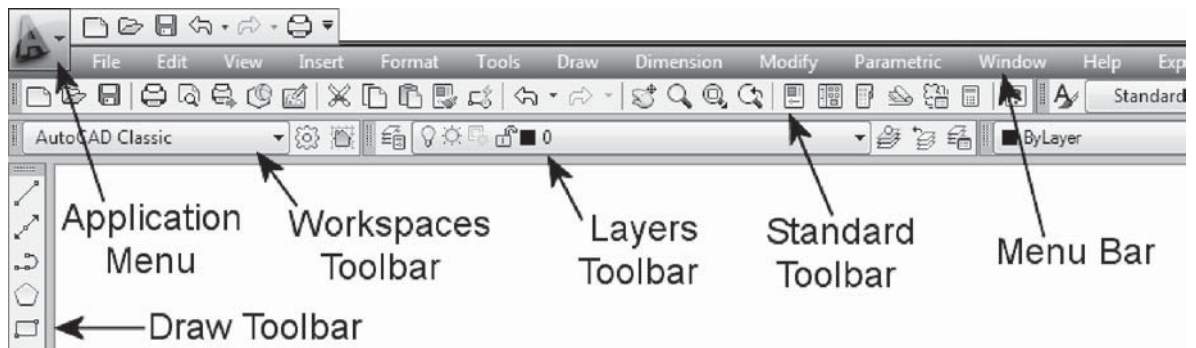 File Edit View Insert Format Tools Draw Dimension Modify Parametric Window Help Exp
Standard
AutoCAD Classic 0 ByLayer
Application
Menu
Workspaces
Toolbar
Layers
Toolbar
Standard
Toolbar
Menu Bar
Draw Toolbar